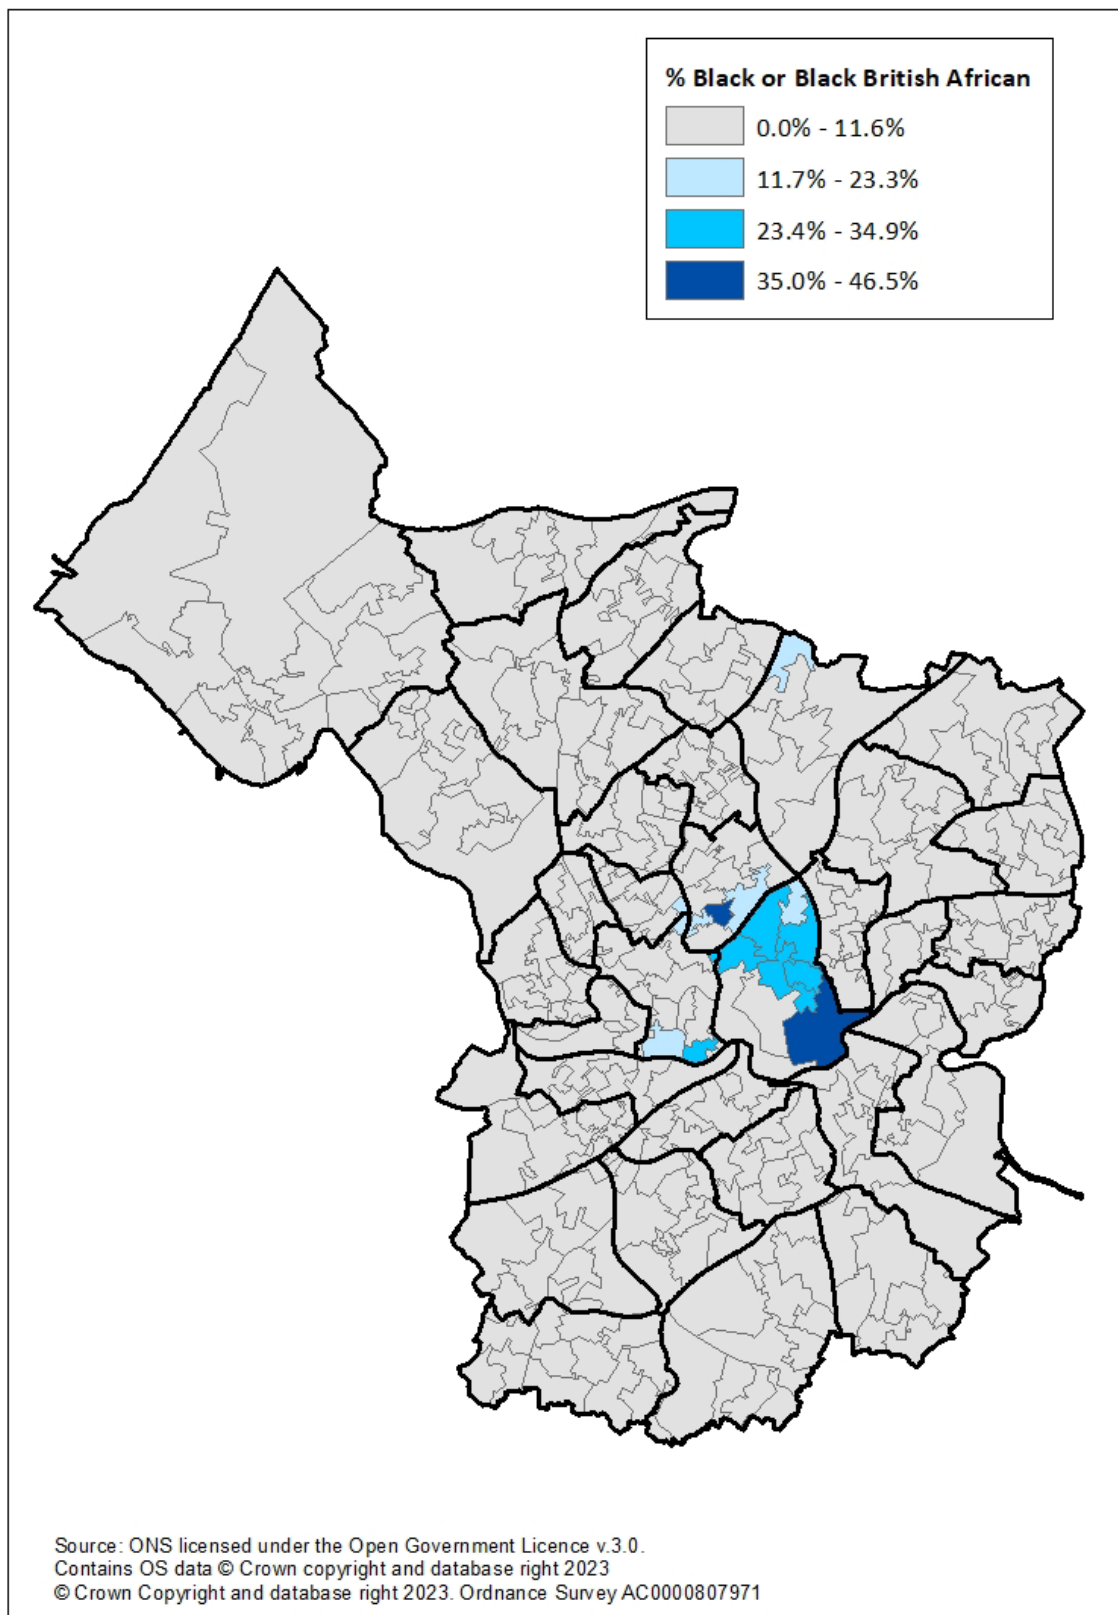 % Black or Black British African
0.0% - 11.6%
11.7% - 23.3%
23.4% - 34.9%
35.0% - 46.5%
Source: ONS licensed under the Open Government Licence v.3.0.
Contains OS data © Crown copyright and database right 2023
© Crown Copyright and database right 2023. Ordnance Survey AC0000807971